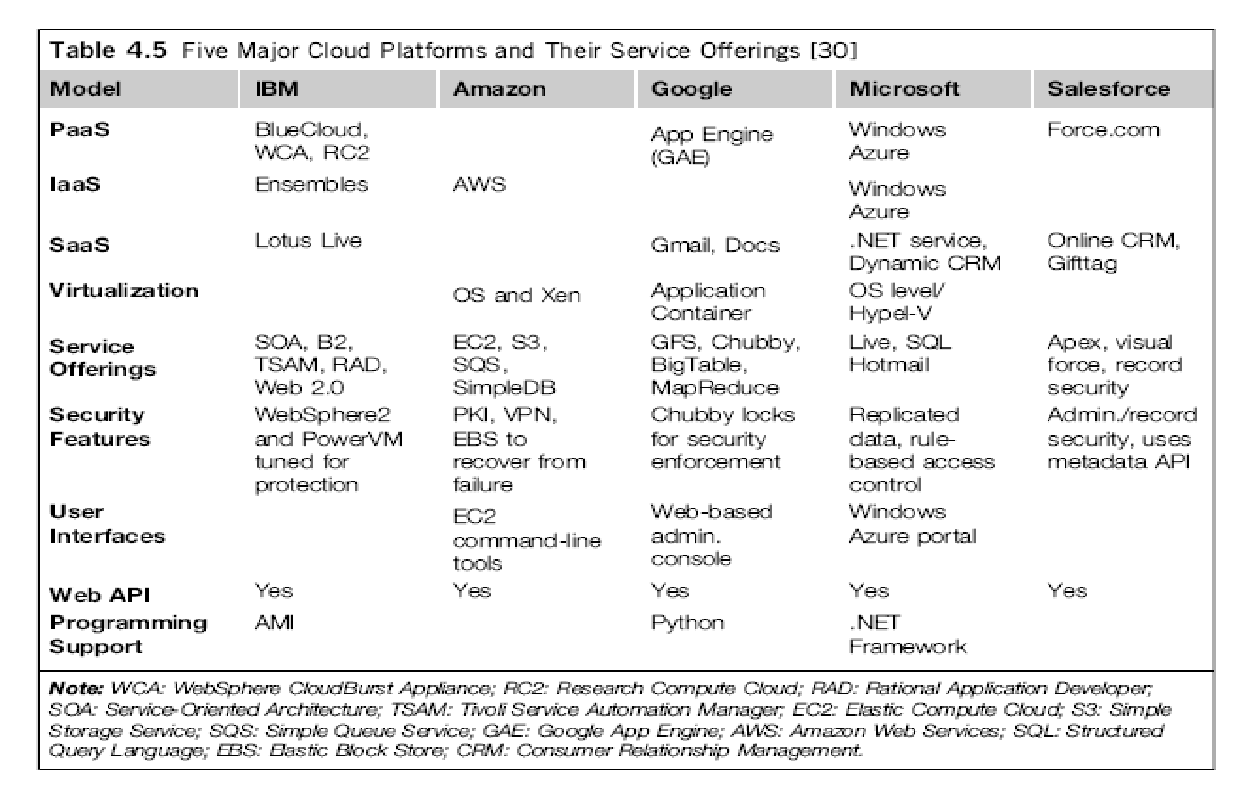 Table 4.5 Five Major Cloud Platforms and Their Service Offerings [30]
Model IBM Amazon Google Microsoft Salesforce
PaaS BlueCloud, App Engine Windows Force.com
WCA, RC2 (GAE) Azure
IaaS Ensembles AWS Windows
Azure
SaaS Lotus Live Gmail, Docs .NET service, Online CRM,
Dynamic CRM Gifttag
Virtualization OS and Xen Application OS level/
Container Hypel-V
Service SOA, B2, EC2, S3, GFS, Chubby, Live, SQL Apex, visual
Offerings TSAM, RAD, SQS, BigTable, Hotmail force, record
Web 2.0 SimpleDB MapReduce security
Security WebSphere2 PKI, VPN, Chubby locks Replicated Admin./record
Features and PowerVM EBS to for security data, rule- security, uses
tuned for recover from enforcement based access metadata API
protection failure control
User EC2 Web-based Windows
Interfaces command-line admin. Azure portal
tools console
Web API Yes Yes Yes Yes Yes
Programming AMI Python .NET
Support Framework
Note: WCA: WebSphere CloudBurst Appliance; RC2: Research Compute Cloud; RAD: Rational Application Developer;
SOA: Service-Oriented Architecture; TSAM: Tivoli Service Automation Manager; EC2: Elastic Compute Cloud; S3: Simple
Storage Service; SQS: Simple Queue Service; GAE: Google App Engine; AWS: Amazon Web Services; SQL: Structured
Query Language; EBS: Elastic Block Store; CRM: Consumer Relationship Management.